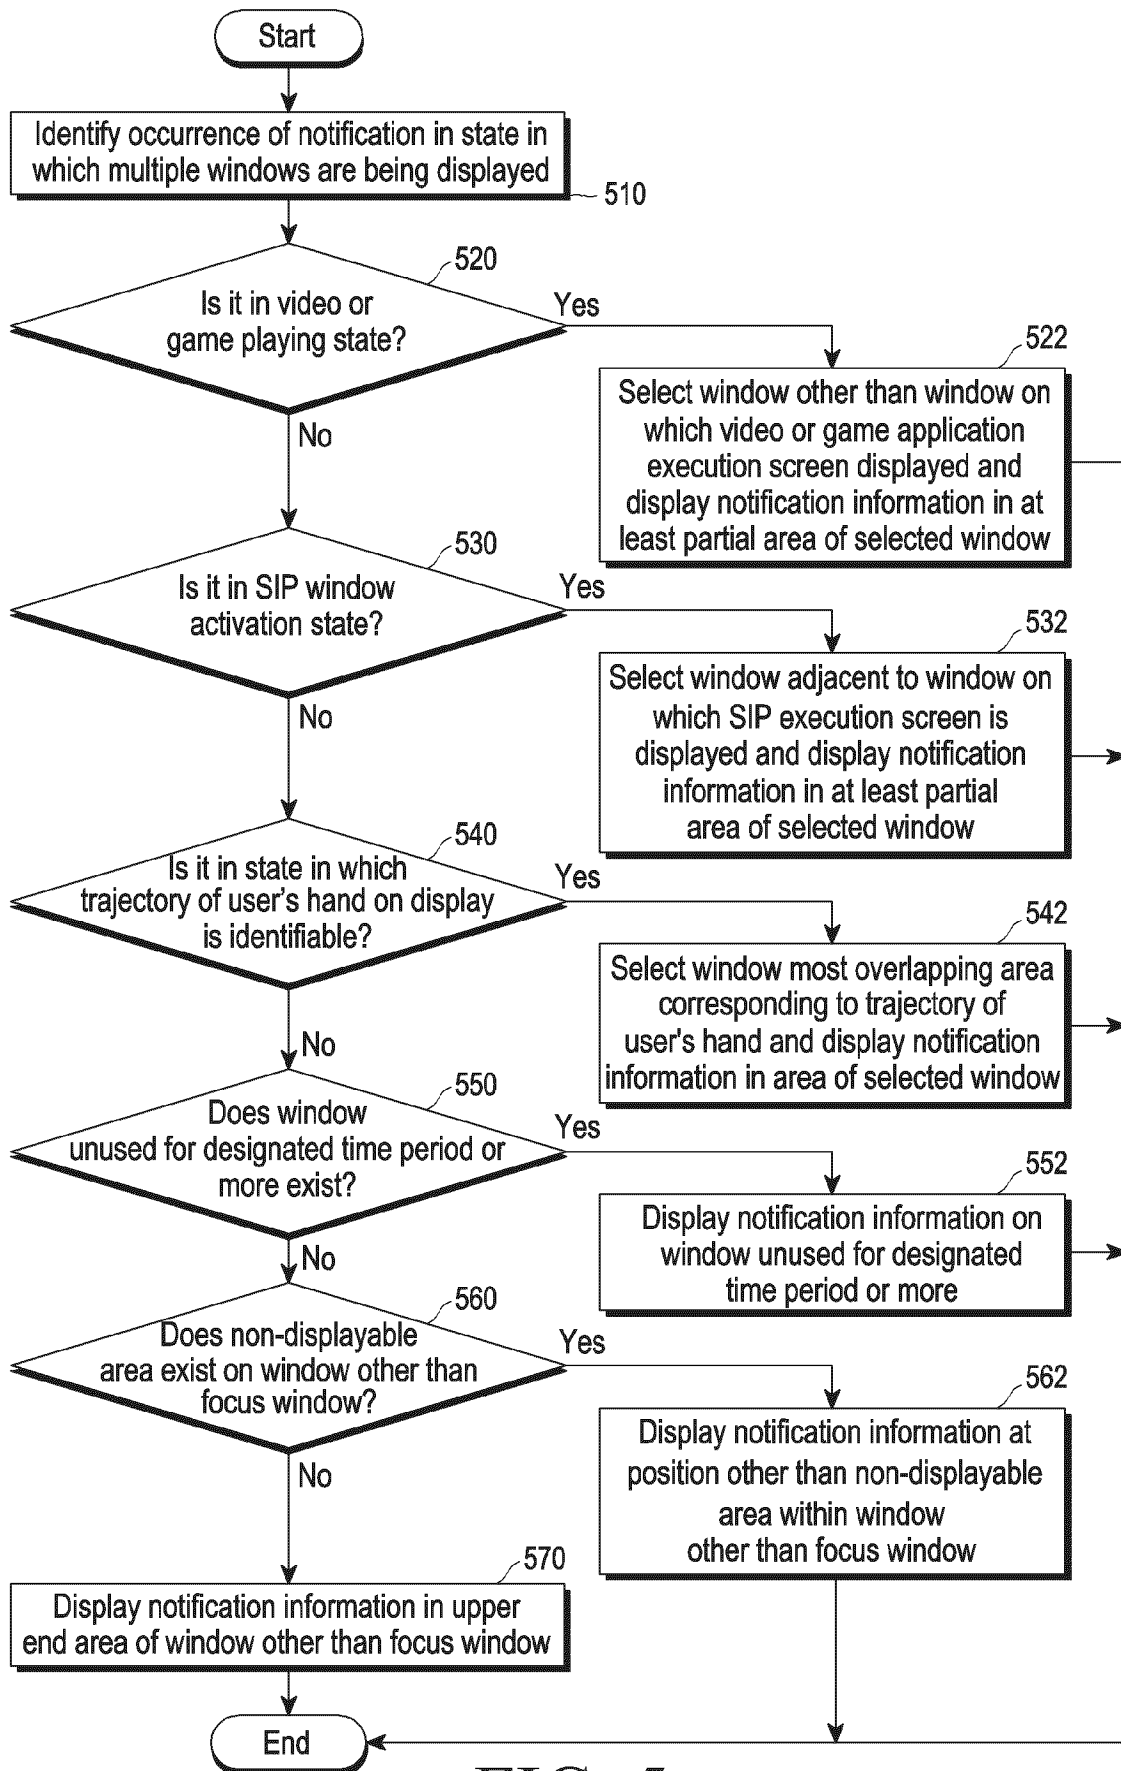 Start
Identify occurrence of notification in state in
which multiple windows are being displayed
510
520
Is it in video or
game playing state?
Yes
No
522
Select window other than window on
which video or game application
execution screen displayed and
display notification information in at
least partial area of selected window
530
Is it in SIP window
activation state?
Yes
No
532
Select window adjacent to window on
which SIP execution screen is
displayed and display notification
information in at least partial
area of selected window
540
Is it in state in which
trajectory of user's hand on display
is identifiable?
Yes
No
542
Select window most overlapping area
corresponding to trajectory of
user's hand and display notification
information in area of selected window
550
Does window
unused for designated time period or
more exist?
Yes
No
552
Display notification information on
window unused for designated
time period or more
560
Does non-displayable
area exist on window other than
focus window?
Yes
No
562
Display notification information at
position other than non-displayable
area within window
other than focus window
570
Display notification information in upper
end area of window other than focus window
End